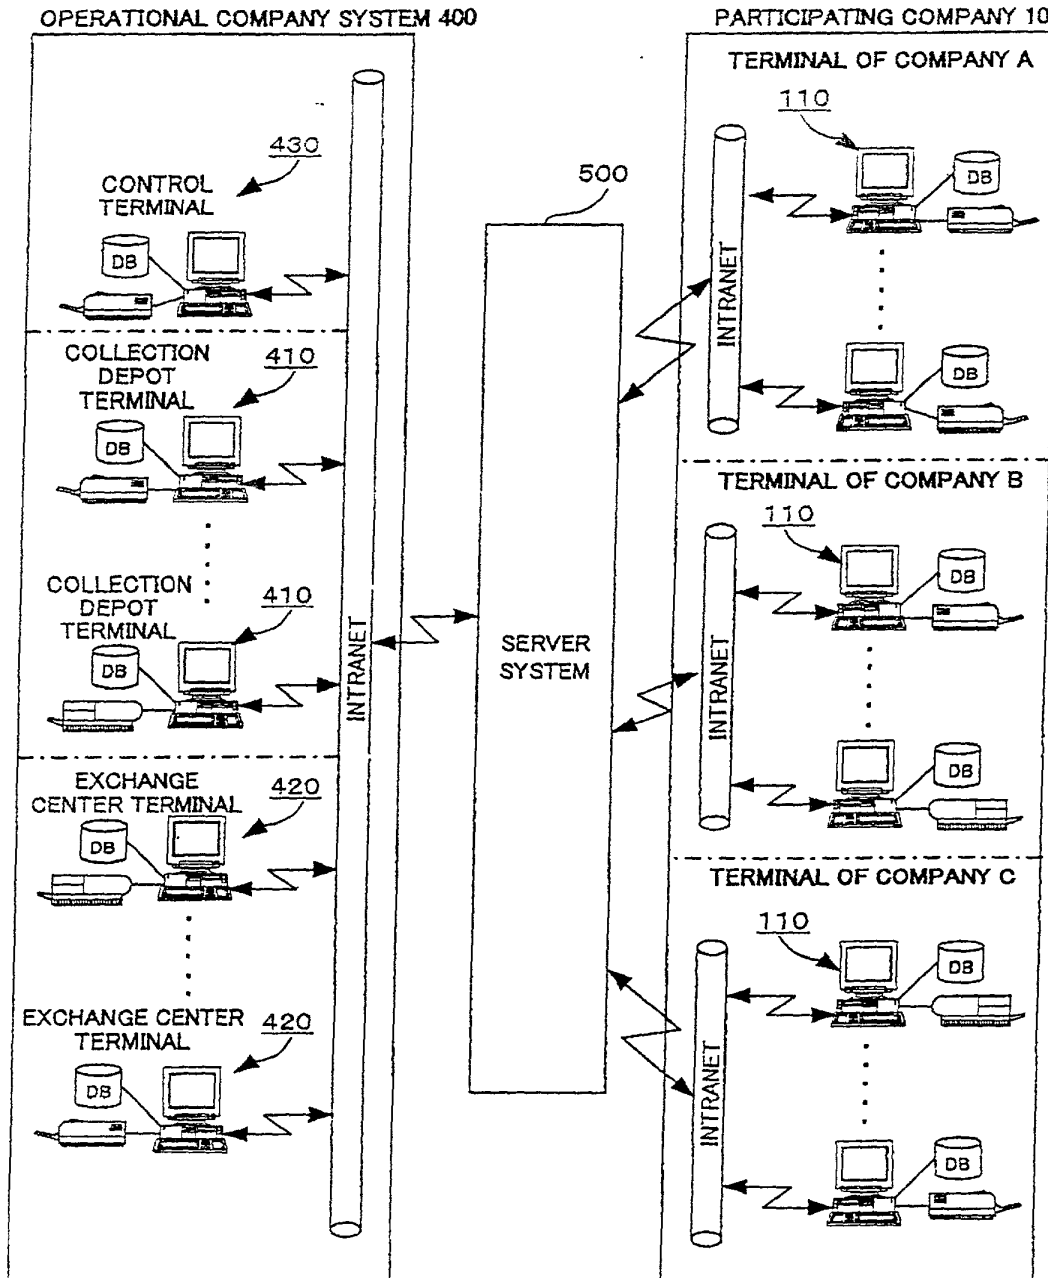 OPERATIONAL COMPANY SYSTEM 400
430
CONTROL
TERMINAL
DB
COLLECTION
DEPOT
TERMINAL
410
DB
COLLECTION
DEPOT
TERMINAL
410
DB
EXCHANGE
CENTER TERMINAL
420
DB
EXCHANGE CENTER
TERMINAL
420
DB
INTRANET
500
SERVER
SYSTEM
PARTICIPATING COMPANY 10
TERMINAL OF COMPANY A
110
DB
INTRANET
DB
TERMINAL OF COMPANY B
110
DB
INTRANET
DB
TERMINAL OF COMPANY C
110
DB
INTRANET
DB